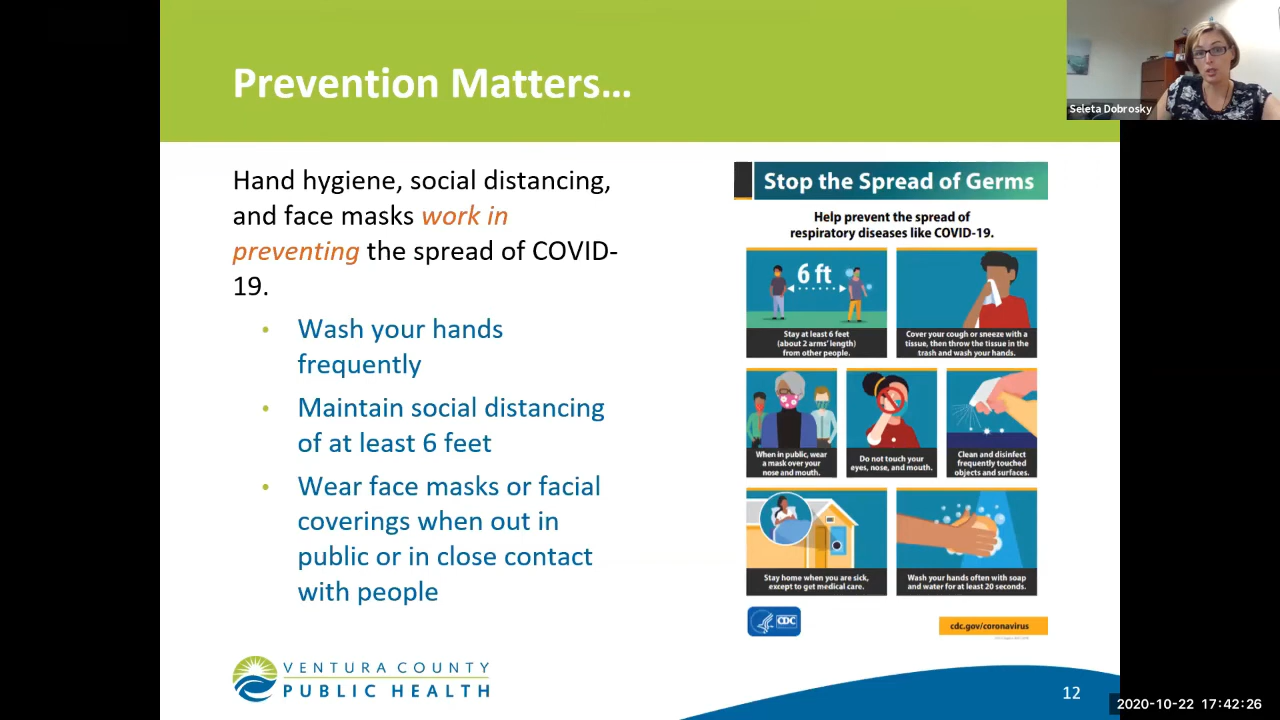 Prevention Matters…
Seleta Dobrosky
Hand hygiene, social distancing,
and face masks work in
preventing the spread of COVID-
19.
• Wash your hands
frequently
• Maintain social distancing
of at least 6 feet
• Wear face masks or facial
coverings when out in
public or in close contact
with people
Stop the Spread of Germs
Help prevent the spread of
respiratory diseases like COVID-19.
6 ft
Stay at least 6 feet
(about 2 arms' length)
from other people.
Cover your cough or sneeze with a
tissue, then throw the tissue in the
trash and wash your hands.
When in public, wear
a mask over your
nose and mouth.
Do not touch your
eyes, nose, and mouth.
Clean and disinfect
frequently touched
objects and surfaces.
Stay home when you are sick,
except to get medical care.
Wash your hands often with soap
and water for at least 20 seconds.
CDC
cdc.gov/coronavirus
VENTURA COUNTY
PUBLIC HEALTH
12
2020-10-22 17:42:26